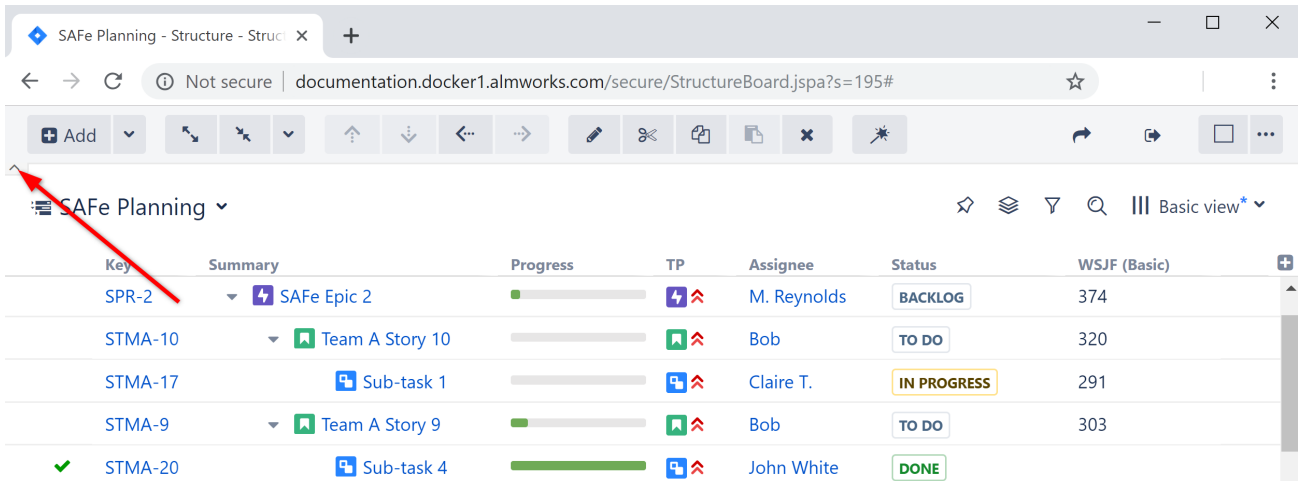 SAFe Planning - Structure - Struc
Not secure documentation.docker1.almworks.com/secure/StructureBoard.jspa?s=195#
Add
SAFe Planning Basic view*
Key Summary Progress TP Assignee Status WSJF (Basic)
SPR-2 SAFe Epic 2 M. Reynolds BACKLOG 374
STMA-10 Team A Story 10 Bob TO DO 320
STMA-17 Sub-task 1 Claire T. IN PROGRESS 291
STMA-9 Team A Story 9 Bob TO DO 303
STMA-20 Sub-task 4 John White DONE